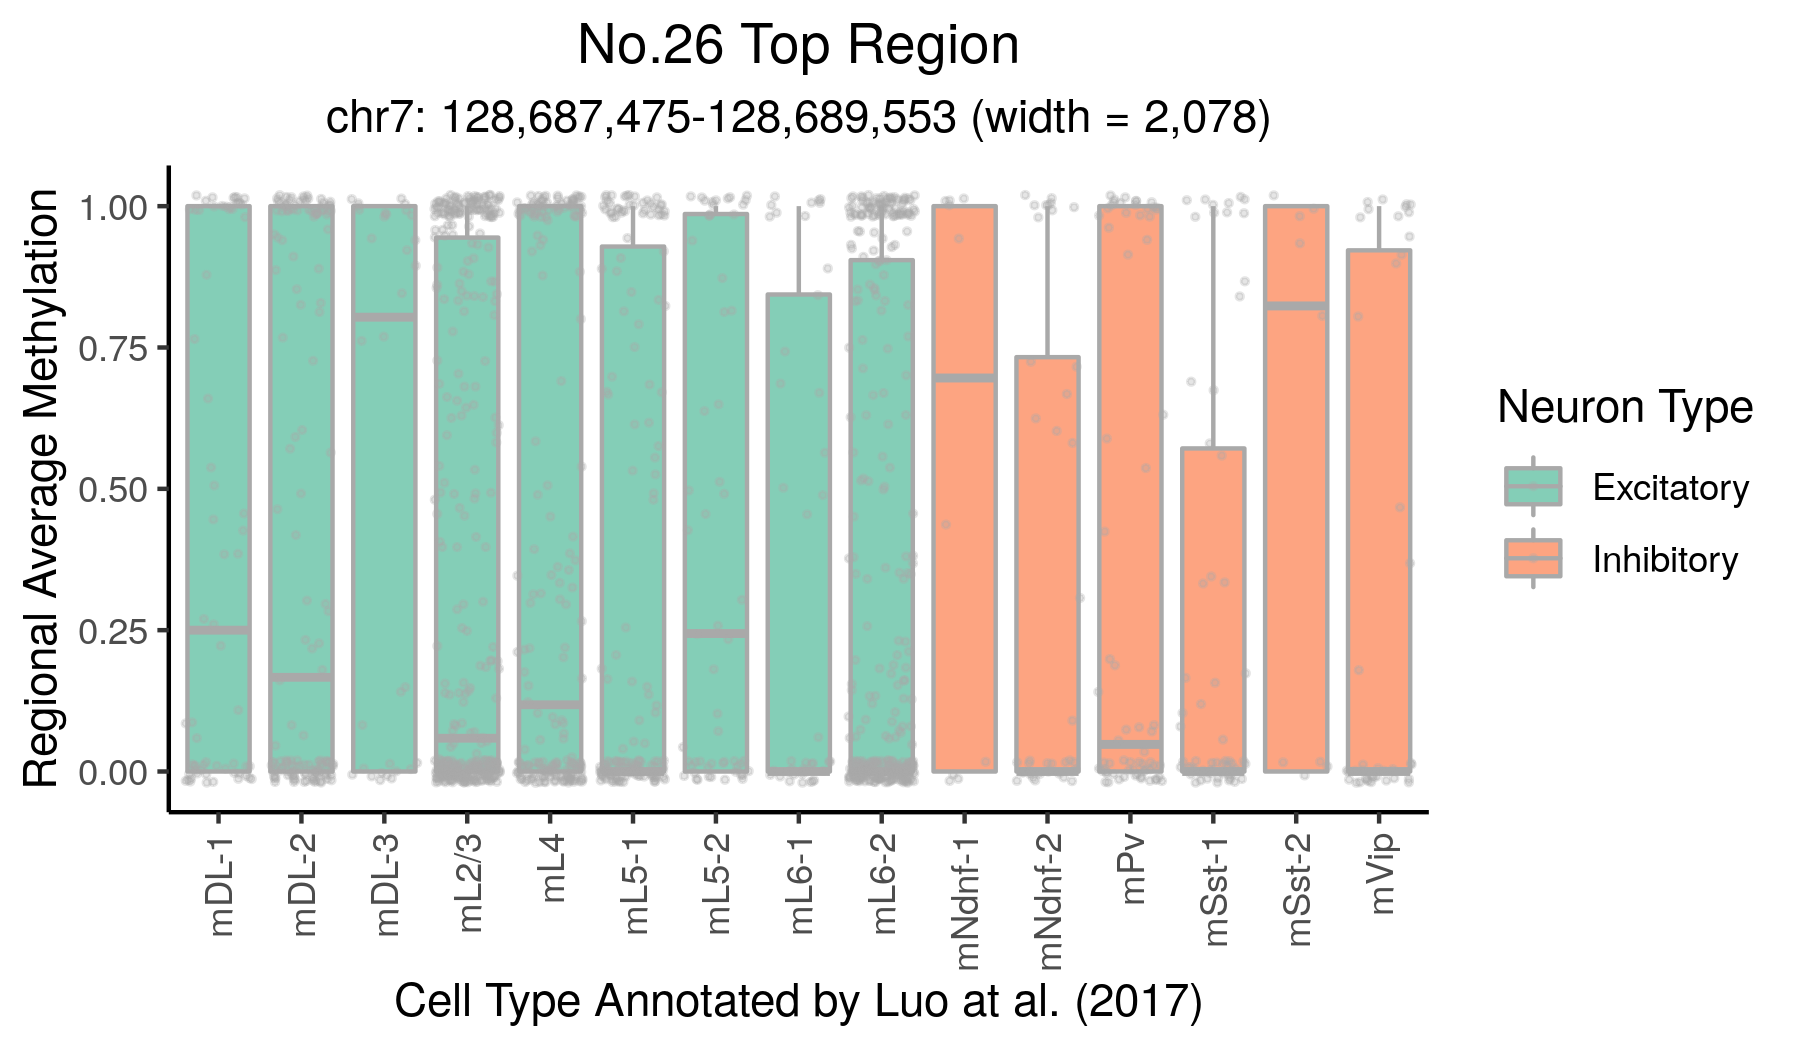 No.26 Top Region
chr7: 128,687,475-128,689,553 (width = 2,078)
Regional Average Methylation
1.00
0.75
0.50
0.25
0.00
mDL-1
mDL-2
mDL-3
mL2/3
mL4
mL5-1
mL5-2
mL6-1
mL6-2
mNdnf-1
mNdnf-2
mPv
mSst-1
mSst-2
mVip
Cell Type Annotated by Luo at al. (2017)
Neuron Type
Excitatory
Inhibitory